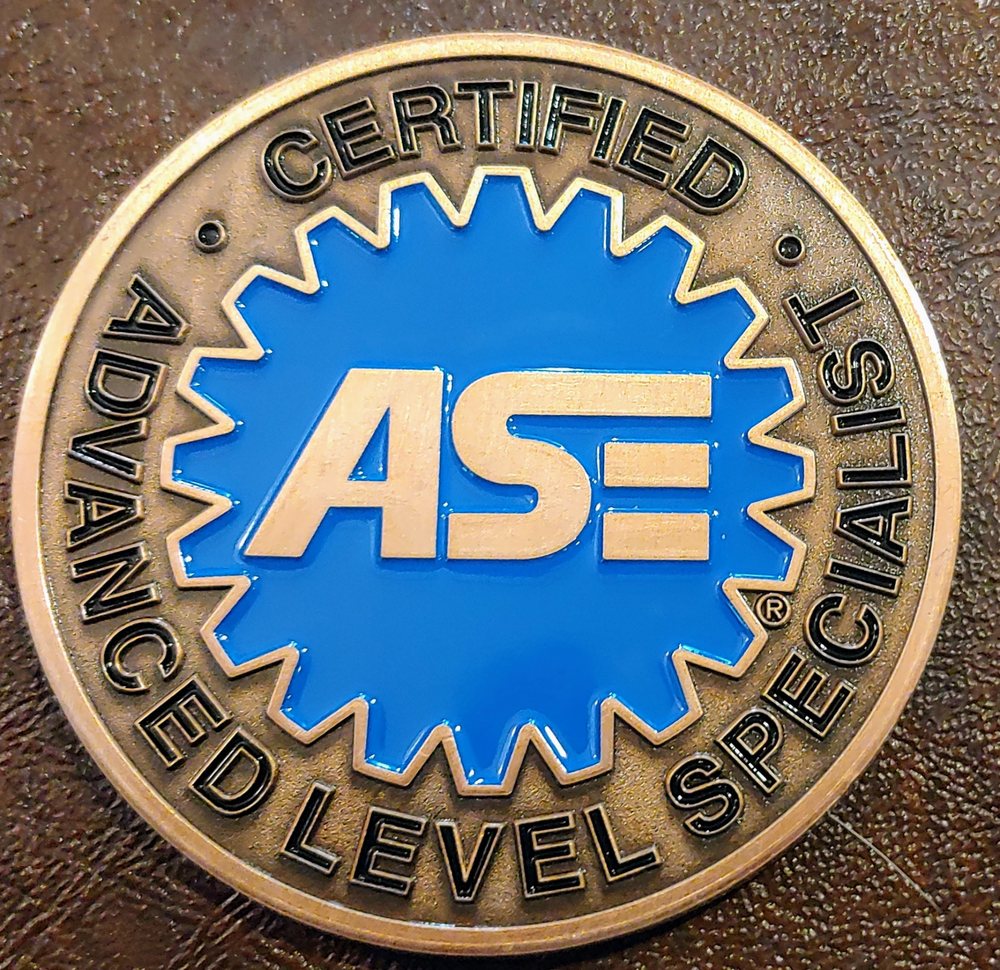 • CERTIFIED •
ASE
®
ADVANCED LEVEL SPECIALIST